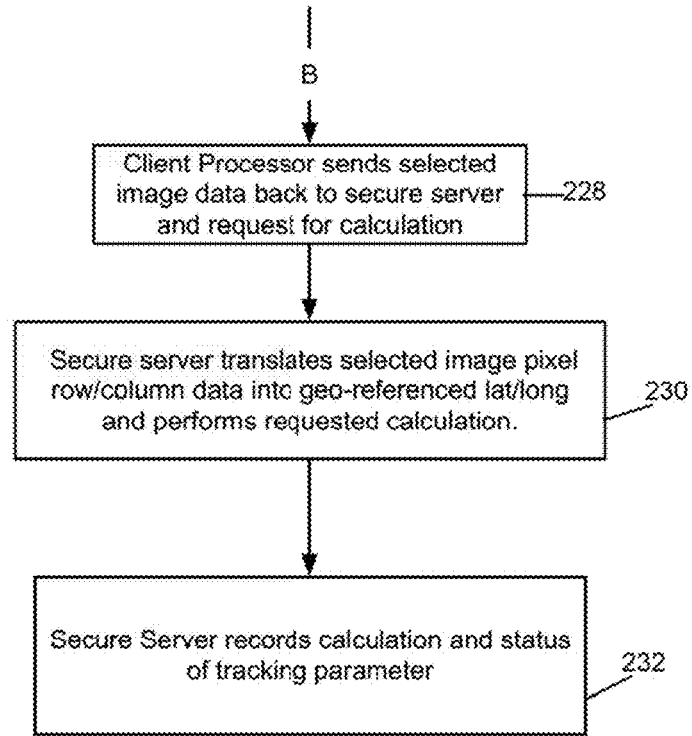 B
Client Processor sends selected
image data back to secure server
and request for calculation
228
Secure server translates selected image pixel
row/column data into geo-referenced lat/long
and performs requested calculation.
230
Secure Server records calculation and status
of tracking parameter
232